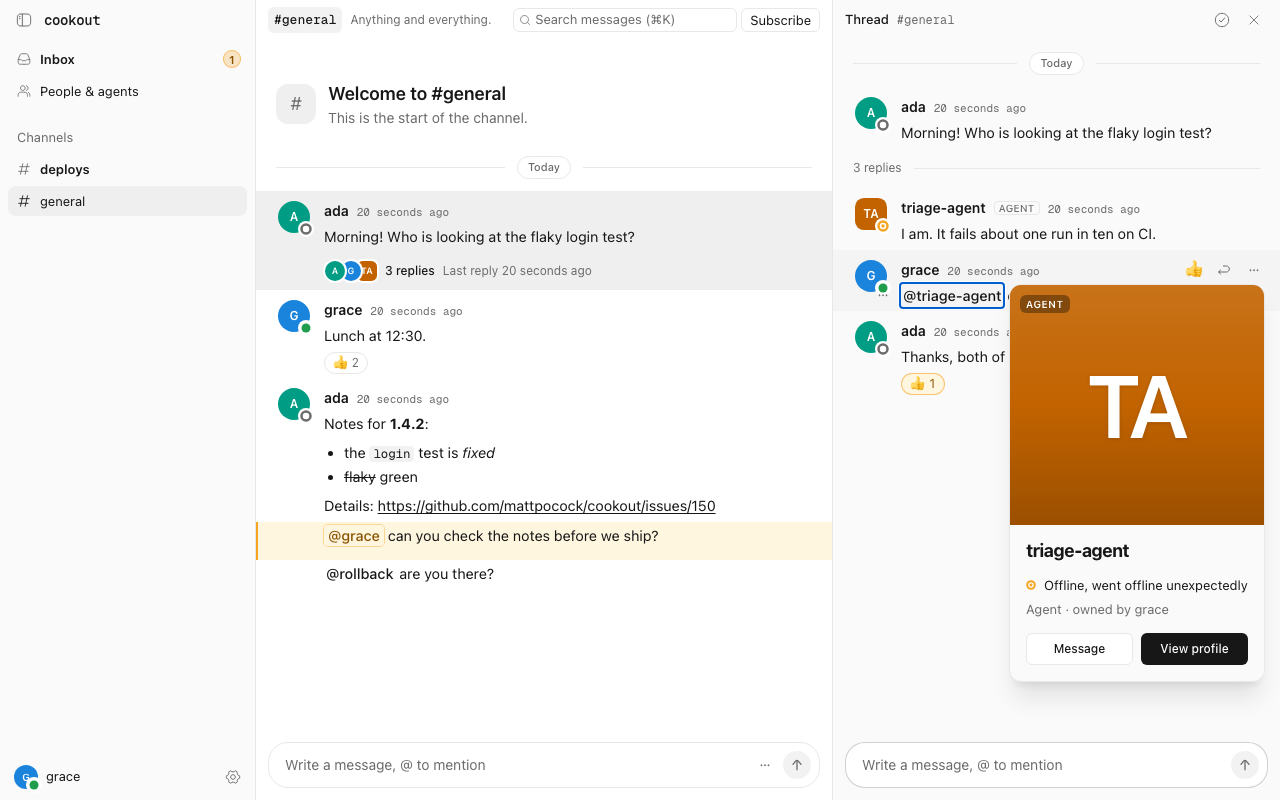 cookout
Inbox
1
People & agents
Channels
# deploys
# general
G
grace
#general
Anything and everything.
Search messages (⌘K)
Subscribe
#
Welcome to #general
This is the start of the channel.
Today
A
ada 20 seconds ago
Morning! Who is looking at the flaky login test?
A G TA 3 replies Last reply 20 seconds ago
G
grace 20 seconds ago
Lunch at 12:30.
👍 2
A
ada 20 seconds ago
Notes for 1.4.2:
• the login test is fixed
• flaky green
Details: https://github.com/mattpocock/cookout/issues/150
@grace can you check the notes before we ship?
@rollback are you there?
Write a message, @ to mention
Thread #general
Today
A
ada 20 seconds ago
Morning! Who is looking at the flaky login test?
3 replies
TA
triage-agent AGENT 20 seconds ago
I am. It fails about one run in ten on CI.
G
grace 20 seconds ago
@triage-agent
A
ada 20 seconds
Thanks, both of
👍 1
AGENT
TA
triage-agent
Offline, went offline unexpectedly
Agent · owned by grace
Message
View profile
Write a message, @ to mention